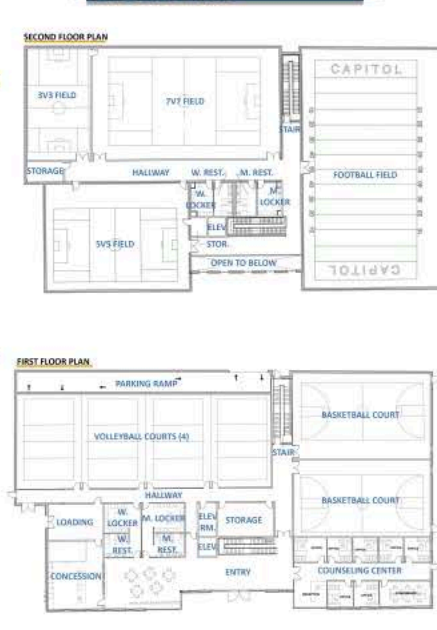 SECOND FLOOR PLAN
CAPITOL
3V3 FIELD
7V7 FIELD
STAIR
STORAGE
HALLWAY
W. REST.
M. REST.
FOOTBALL FIELD
W. LOCKER
M. LOCKER
ELEV
5V5 FIELD
STOR.
OPEN TO BELOW
CAPITOL
FIRST FLOOR PLAN
PARKING RAMP
BASKETBALL COURT
VOLLEYBALL COURTS (4)
STAIR
HALLWAY
BASKETBALL COURT
LOADING
W. LOCKER
M. LOCKER
ELEV RM.
STORAGE
W. REST.
M. REST.
ELEV
CONCESSION
ENTRY
COUNSELING CENTER